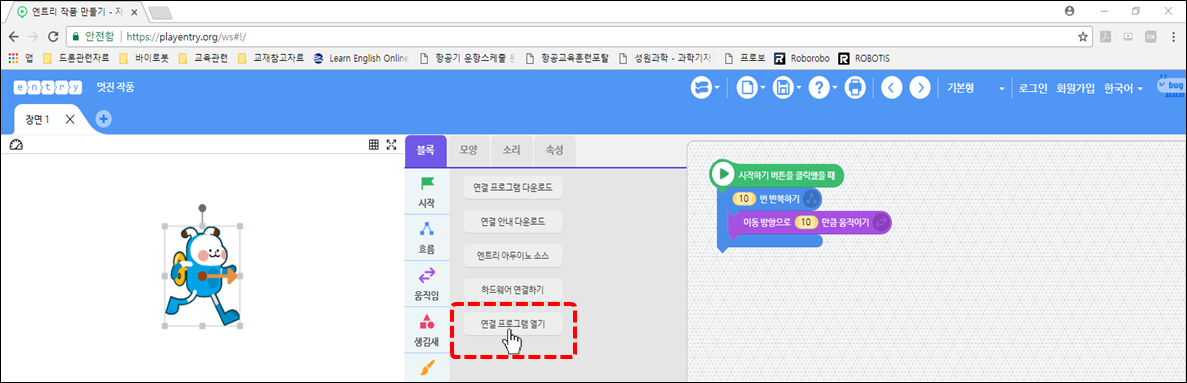 엔트리 작품 만들기 - 자
안전함 https://playentry.org/ws#!/
앱 드론관련자료 바이로봇 교육관련 교재참고자료 Learn English Online 항공기 운항스케줄 항공교육훈련포탈 성원과학 - 과학기자 프로보 Roborobo ROBOTIS
entry 멋진 작품 기본형 로그인 회원가입 한국어 bug
장면 1
블록 모양 소리 속성
시작
흐름
움직임
생김새
연결 프로그램 다운로드
연결 안내 다운로드
엔트리 아두이노 소스
하드웨어 연결하기
연결 프로그램 열기
시작하기 버튼을 클릭했을 때
10 번 반복하기
이동 방향으로 10 만큼 움직이기